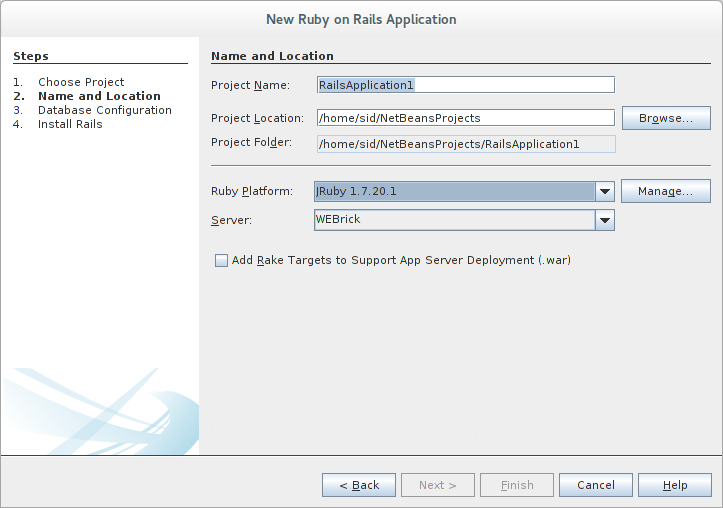 New Ruby on Rails Application
Steps
1. Choose Project
2. Name and Location
3. Database Configuration
4. Install Rails
Name and Location
Project Name: RailsApplication1
Project Location: /home/sid/NetBeansProjects Browse...
Project Folder: /home/sid/NetBeansProjects/RailsApplication1
Ruby Platform: JRuby 1.7.20.1 Manage...
Server: WEBrick
Add Rake Targets to Support App Server Deployment (.war)
< Back Next > Finish Cancel Help